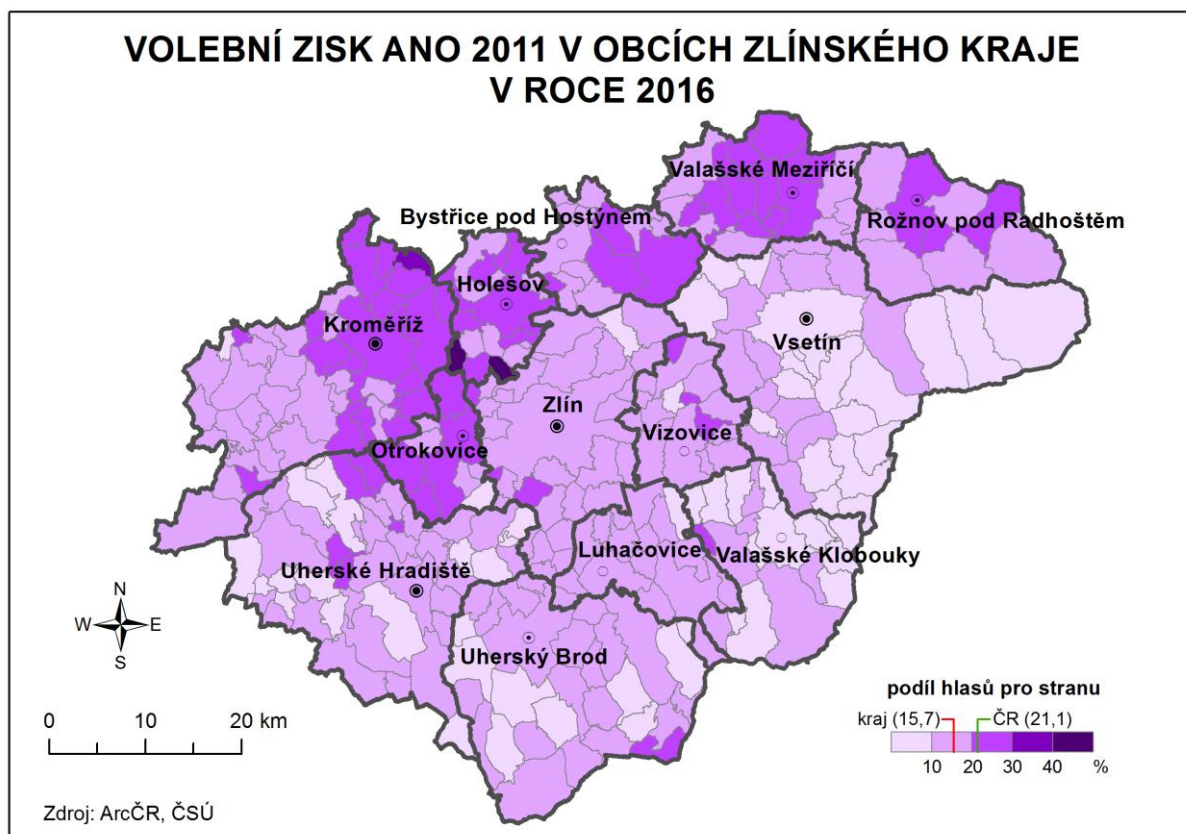 VOLEBNÍ ZISK ANO 2011 V OBCÍCH ZLÍNSKÉHO KRAJE
V ROCE 2016
Valašské Meziříčí
Bystřice pod Hostýnem
Rožnov pod Radhoštěm
Holešov
Kroměříž
Vsetín
Zlín
Otrokovice
Vizovice
Luhačovice
Valašské Klobouky
Uherské Hradiště
Uherský Brod
N
W E
S
0 10 20 km
podíl hlasů pro stranu
kraj (15,7) ČR (21,1)
10 20 30 40 %
Zdroj: ArcČR, ČSÚ